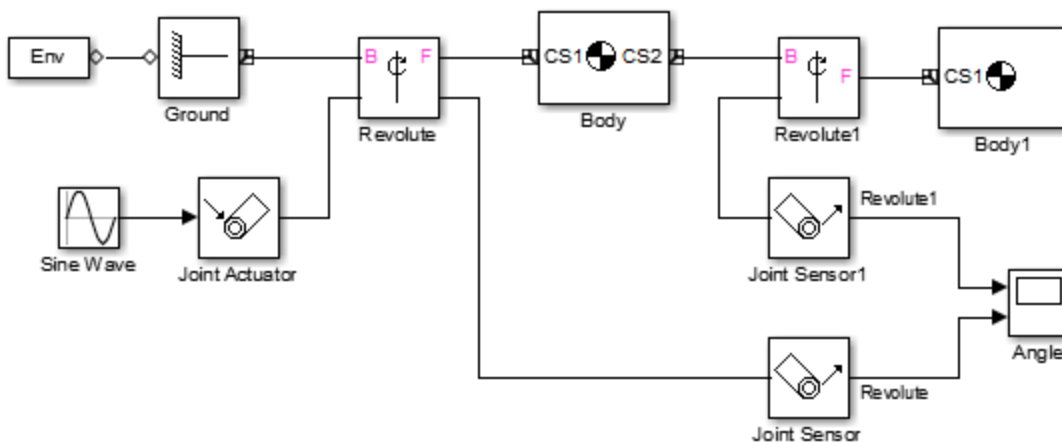 Env
Ground
B F
Revolute
CS1 CS2
Body
B
F
Revolute1
CS1
Body1
Sine Wave
Joint Actuator
Revolute1
Joint Sensor1
Angle
Revolute
Joint Sensor